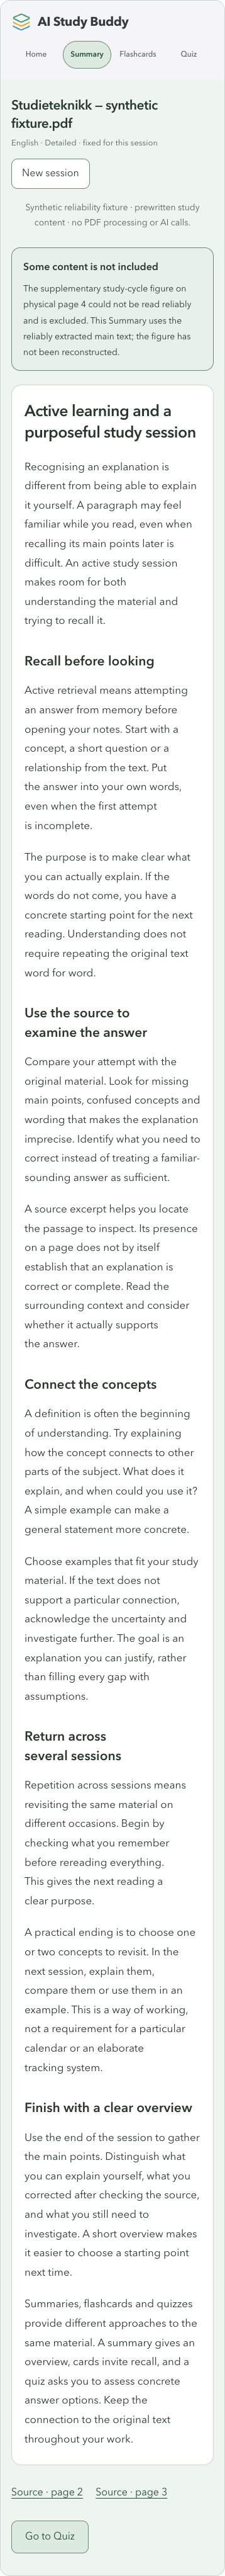 AI Study Buddy
Home Summary Flashcards Quiz
Studieteknikk – synthetic
fixture.pdf
English · Detailed · fixed for this session
New session
Synthetic reliability fixture · prewritten study
content · no PDF processing or AI calls.
Some content is not included
The supplementary study-cycle figure on
physical page 4 could not be read reliably
and is excluded. This Summary uses the
reliably extracted main text; the figure has
not been reconstructed.
Active learning and a
purposeful study session
Recognising an explanation is
different from being able to explain
it yourself. A paragraph may feel
familiar while you read, even when
recalling its main points later is
difficult. An active study session
makes room for both
understanding the material and
trying to recall it.
Recall before looking
Active retrieval means attempting
an answer from memory before
opening your notes. Start with a
concept, a short question or a
relationship from the text. Put
the answer into your own words,
even when the first attempt
is incomplete.
The purpose is to make clear what
you can actually explain. If the
words do not come, you have a
concrete starting point for the next
reading. Understanding does not
require repeating the original text
word for word.
Use the source to
examine the answer
Compare your attempt with the
original material. Look for missing
main points, confused concepts and
wording that makes the explanation
imprecise. Identify what you need to
correct instead of treating a familiar-
sounding answer as sufficient.
A source excerpt helps you locate
the passage to inspect. Its presence
on a page does not by itself
establish that an explanation is
correct or complete. Read the
surrounding context and consider
whether it actually supports
the answer.
Connect the concepts
A definition is often the beginning
of understanding. Try explaining
how the concept connects to other
parts of the subject. What does it
explain, and when could you use it?
A simple example can make a
general statement more concrete.
Choose examples that fit your study
material. If the text does not
support a particular connection,
acknowledge the uncertainty and
investigate further. The goal is an
explanation you can justify, rather
than filling every gap with
assumptions.
Return across
several sessions
Repetition across sessions means
revisiting the same material on
different occasions. Begin by
checking what you remember
before rereading everything.
This gives the next reading a
clear purpose.
A practical ending is to choose one
or two concepts to revisit. In the
next session, explain them,
compare them or use them in an
example. This is a way of working,
not a requirement for a particular
calendar or an elaborate
tracking system.
Finish with a clear overview
Use the end of the session to gather
the main points. Distinguish what
you can explain yourself, what you
corrected after checking the source,
and what you still need to
investigate. A short overview makes
it easier to choose a starting point
next time.
Summaries, flashcards and quizzes
provide different approaches to the
same material. A summary gives an
overview, cards invite recall, and a
quiz asks you to assess concrete
answer options. Keep the
connection to the original text
throughout your work.
Source · page 2 Source · page 3
Go to Quiz